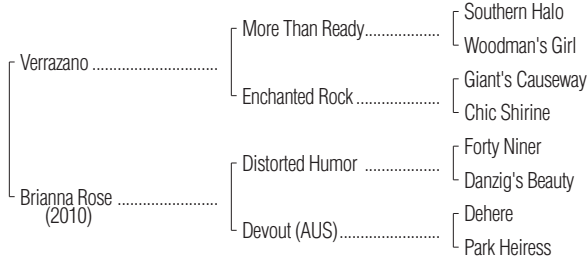 Southern Halo
More Than Ready
Woodman's Girl
Verrazano
Giant's Causeway
Enchanted Rock
Chic Shirine
Forty Niner
Distorted Humor
Danzig's Beauty
Brianna Rose
(2010)
Dehere
Devout (AUS)
Park Heiress